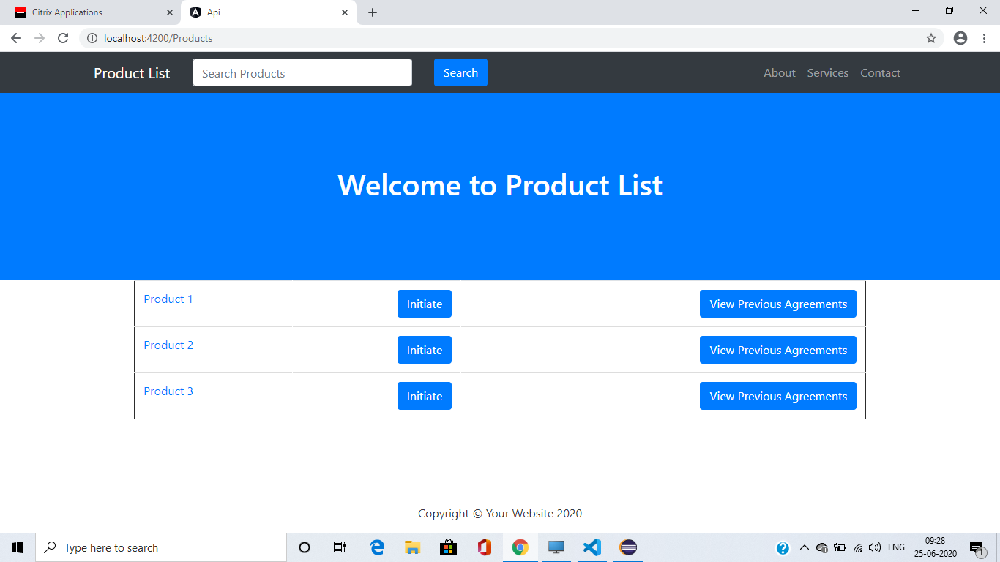 Citrix Applications
Api
localhost:4200/Products
Product List
Search Products
Search
About
Services
Contact
Welcome to Product List
Product 1
Initiate
View Previous Agreements
Product 2
Initiate
View Previous Agreements
Product 3
Initiate
View Previous Agreements
Copyright © Your Website 2020
Type here to search
ENG
09:28
25-06-2020
1